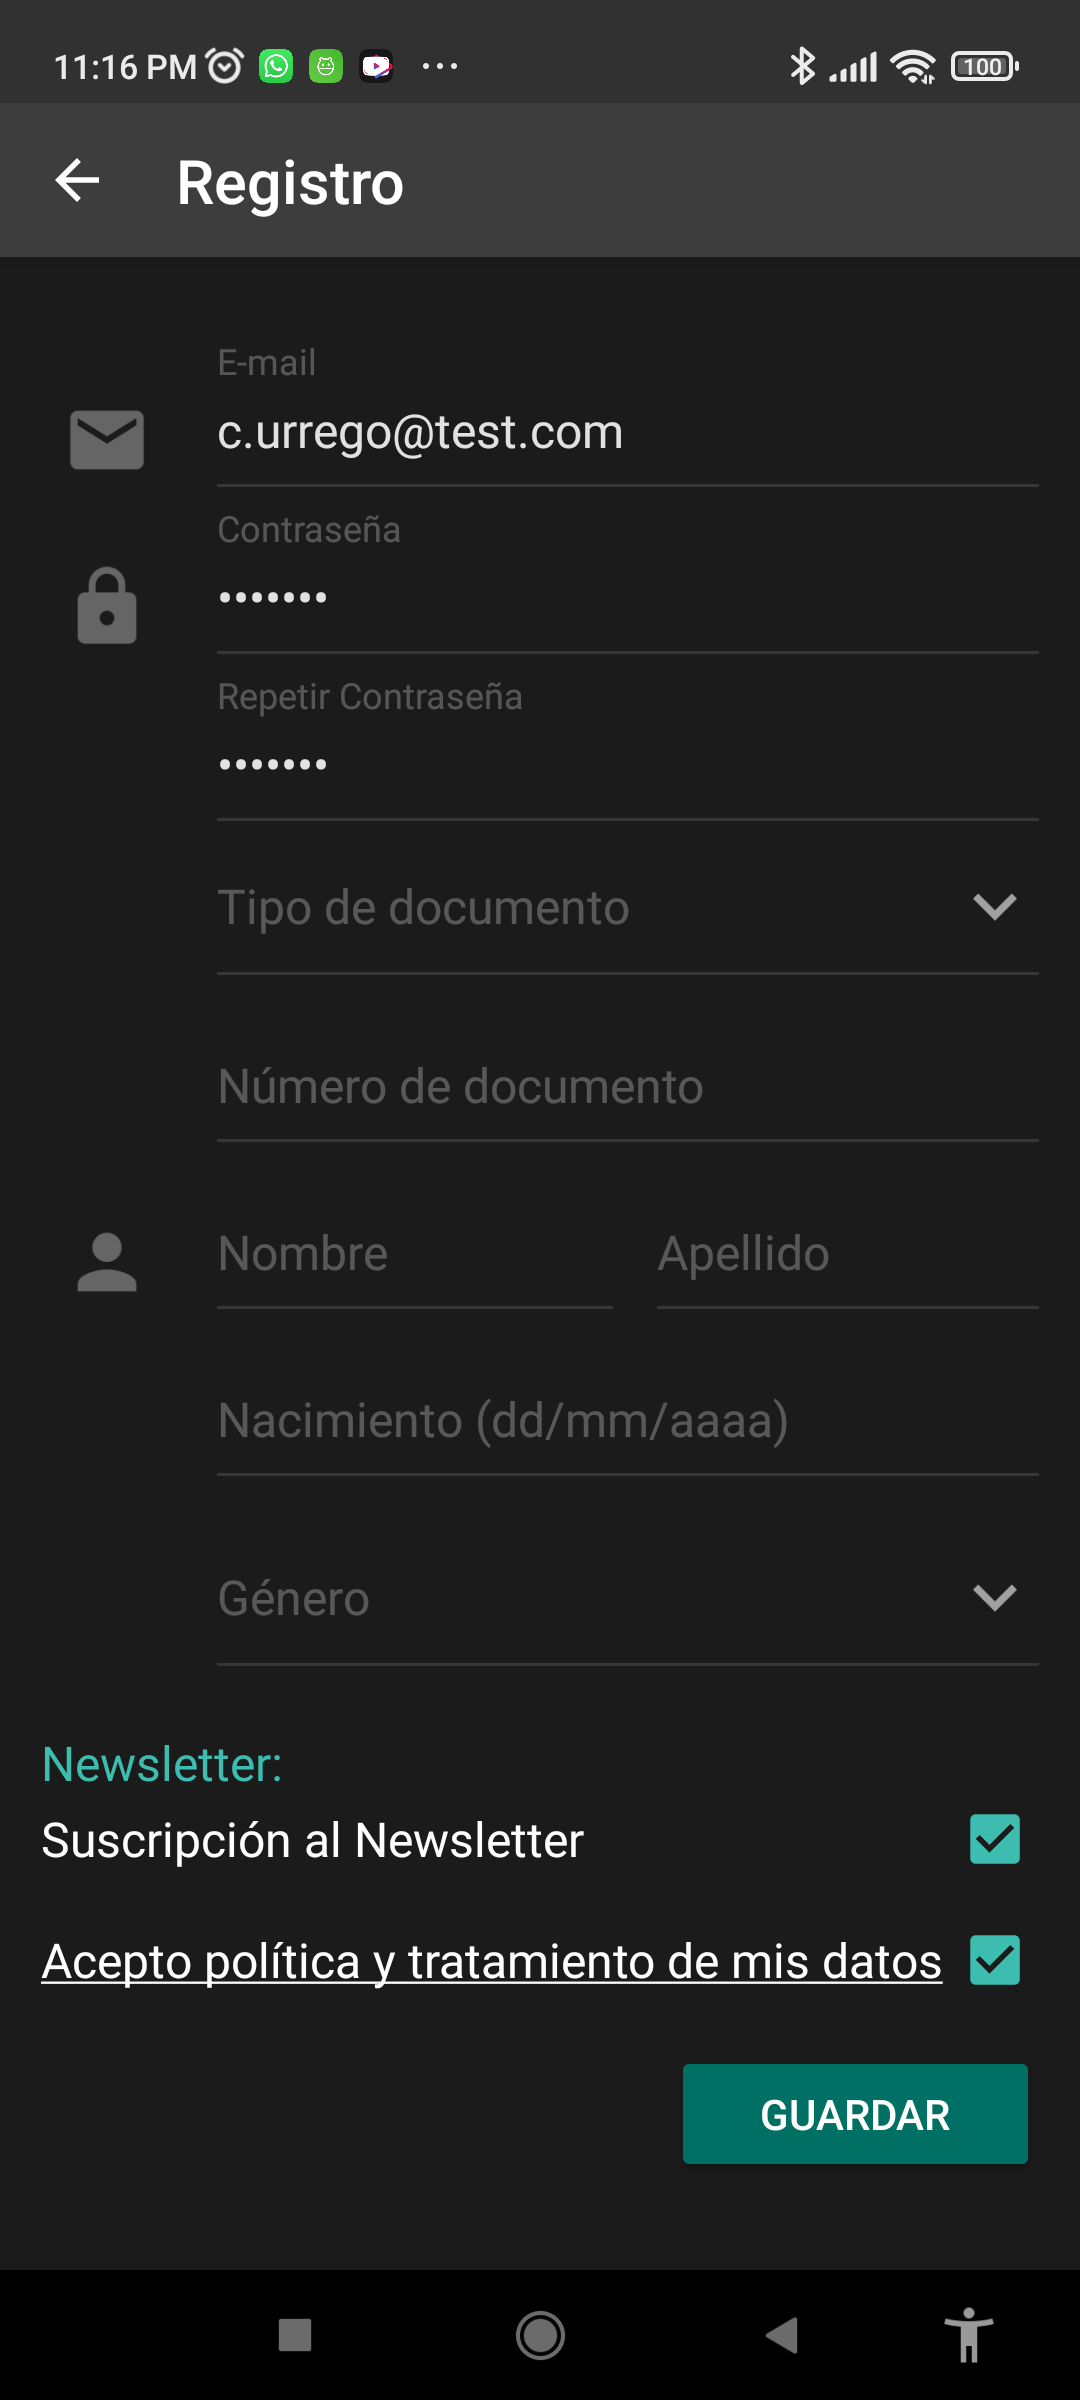 11:16 PM
100
Registro
E-mail
c.urrego@test.com
Contraseña
•••••••
Repetir Contraseña
•••••••
Tipo de documento
Número de documento
Nombre Apellido
Nacimiento (dd/mm/aaaa)
Género
Newsletter:
Suscripción al Newsletter
Acepto política y tratamiento de mis datos
GUARDAR